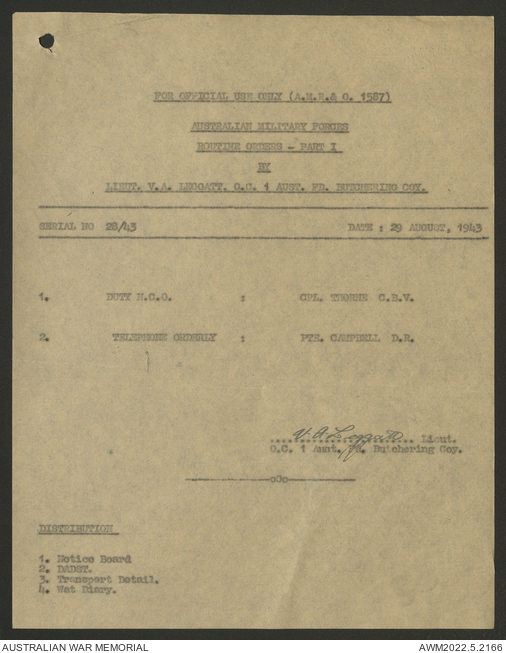 FOR OFFICIAL USE ONLY (A.M.R.& O. 1587)
AUSTRALIAN MILITARY FORCES
ROUTINE ORDERS - PART I
BY
LIEUT. V.A. LEGGATT. O.C. 1 AUST. FD. BUTCHERING COY.
SERIAL NO 28/43 DATE : 29 AUGUST, 1943
1. DUTY N.C.O. : CPL. THORNE C.B.V.
2. TELEPHONE ORDERLY : PTE. CAMPBELL D.R.
V A Leggatt Lieut.
O.C. 1 Aust. Fd. Butchering Coy.
oOo
DISTRIBUTION
1. Notice Board
2. DADST.
3. Transport Detail.
4. Wat Diary.
AUSTRALIAN WAR MEMORIAL AWM2022.5.2166